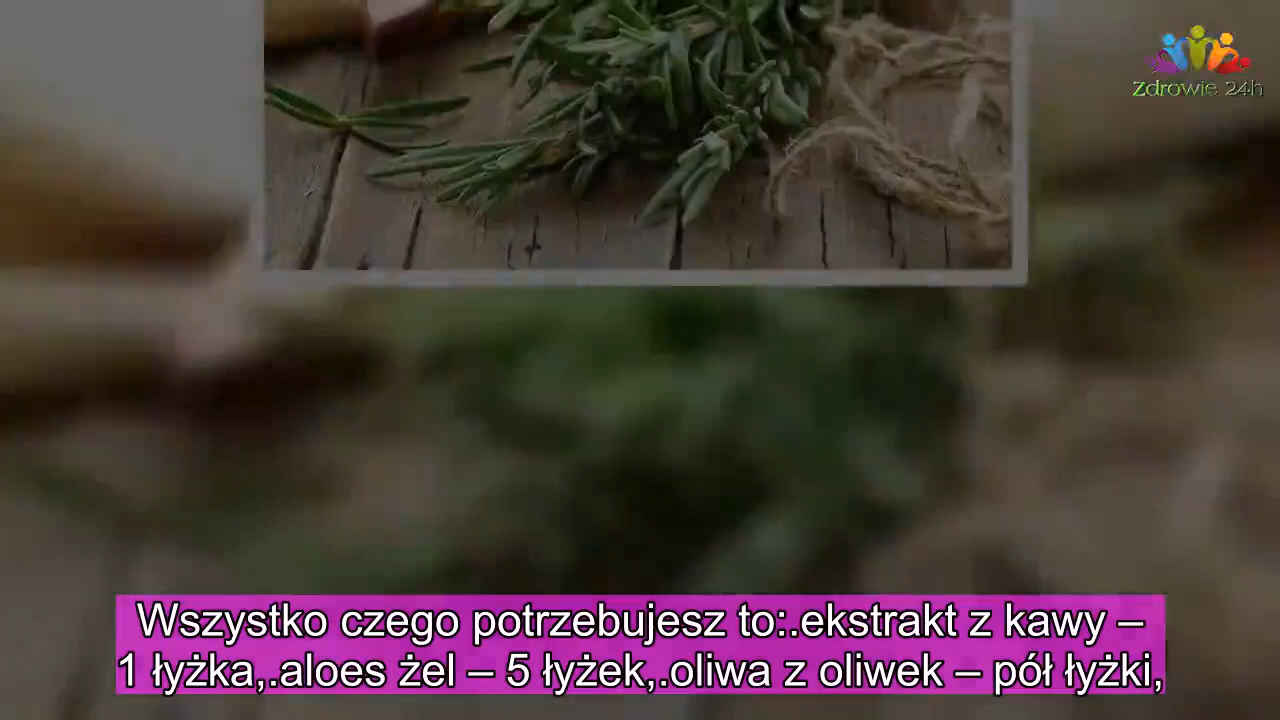 Zdrowie 24h
Wszystko czego potrzebujesz to:.ekstrakt z kawy –
1 łyżka,.aloes żel – 5 łyżek,.oliwa z oliwek – pół łyżki,